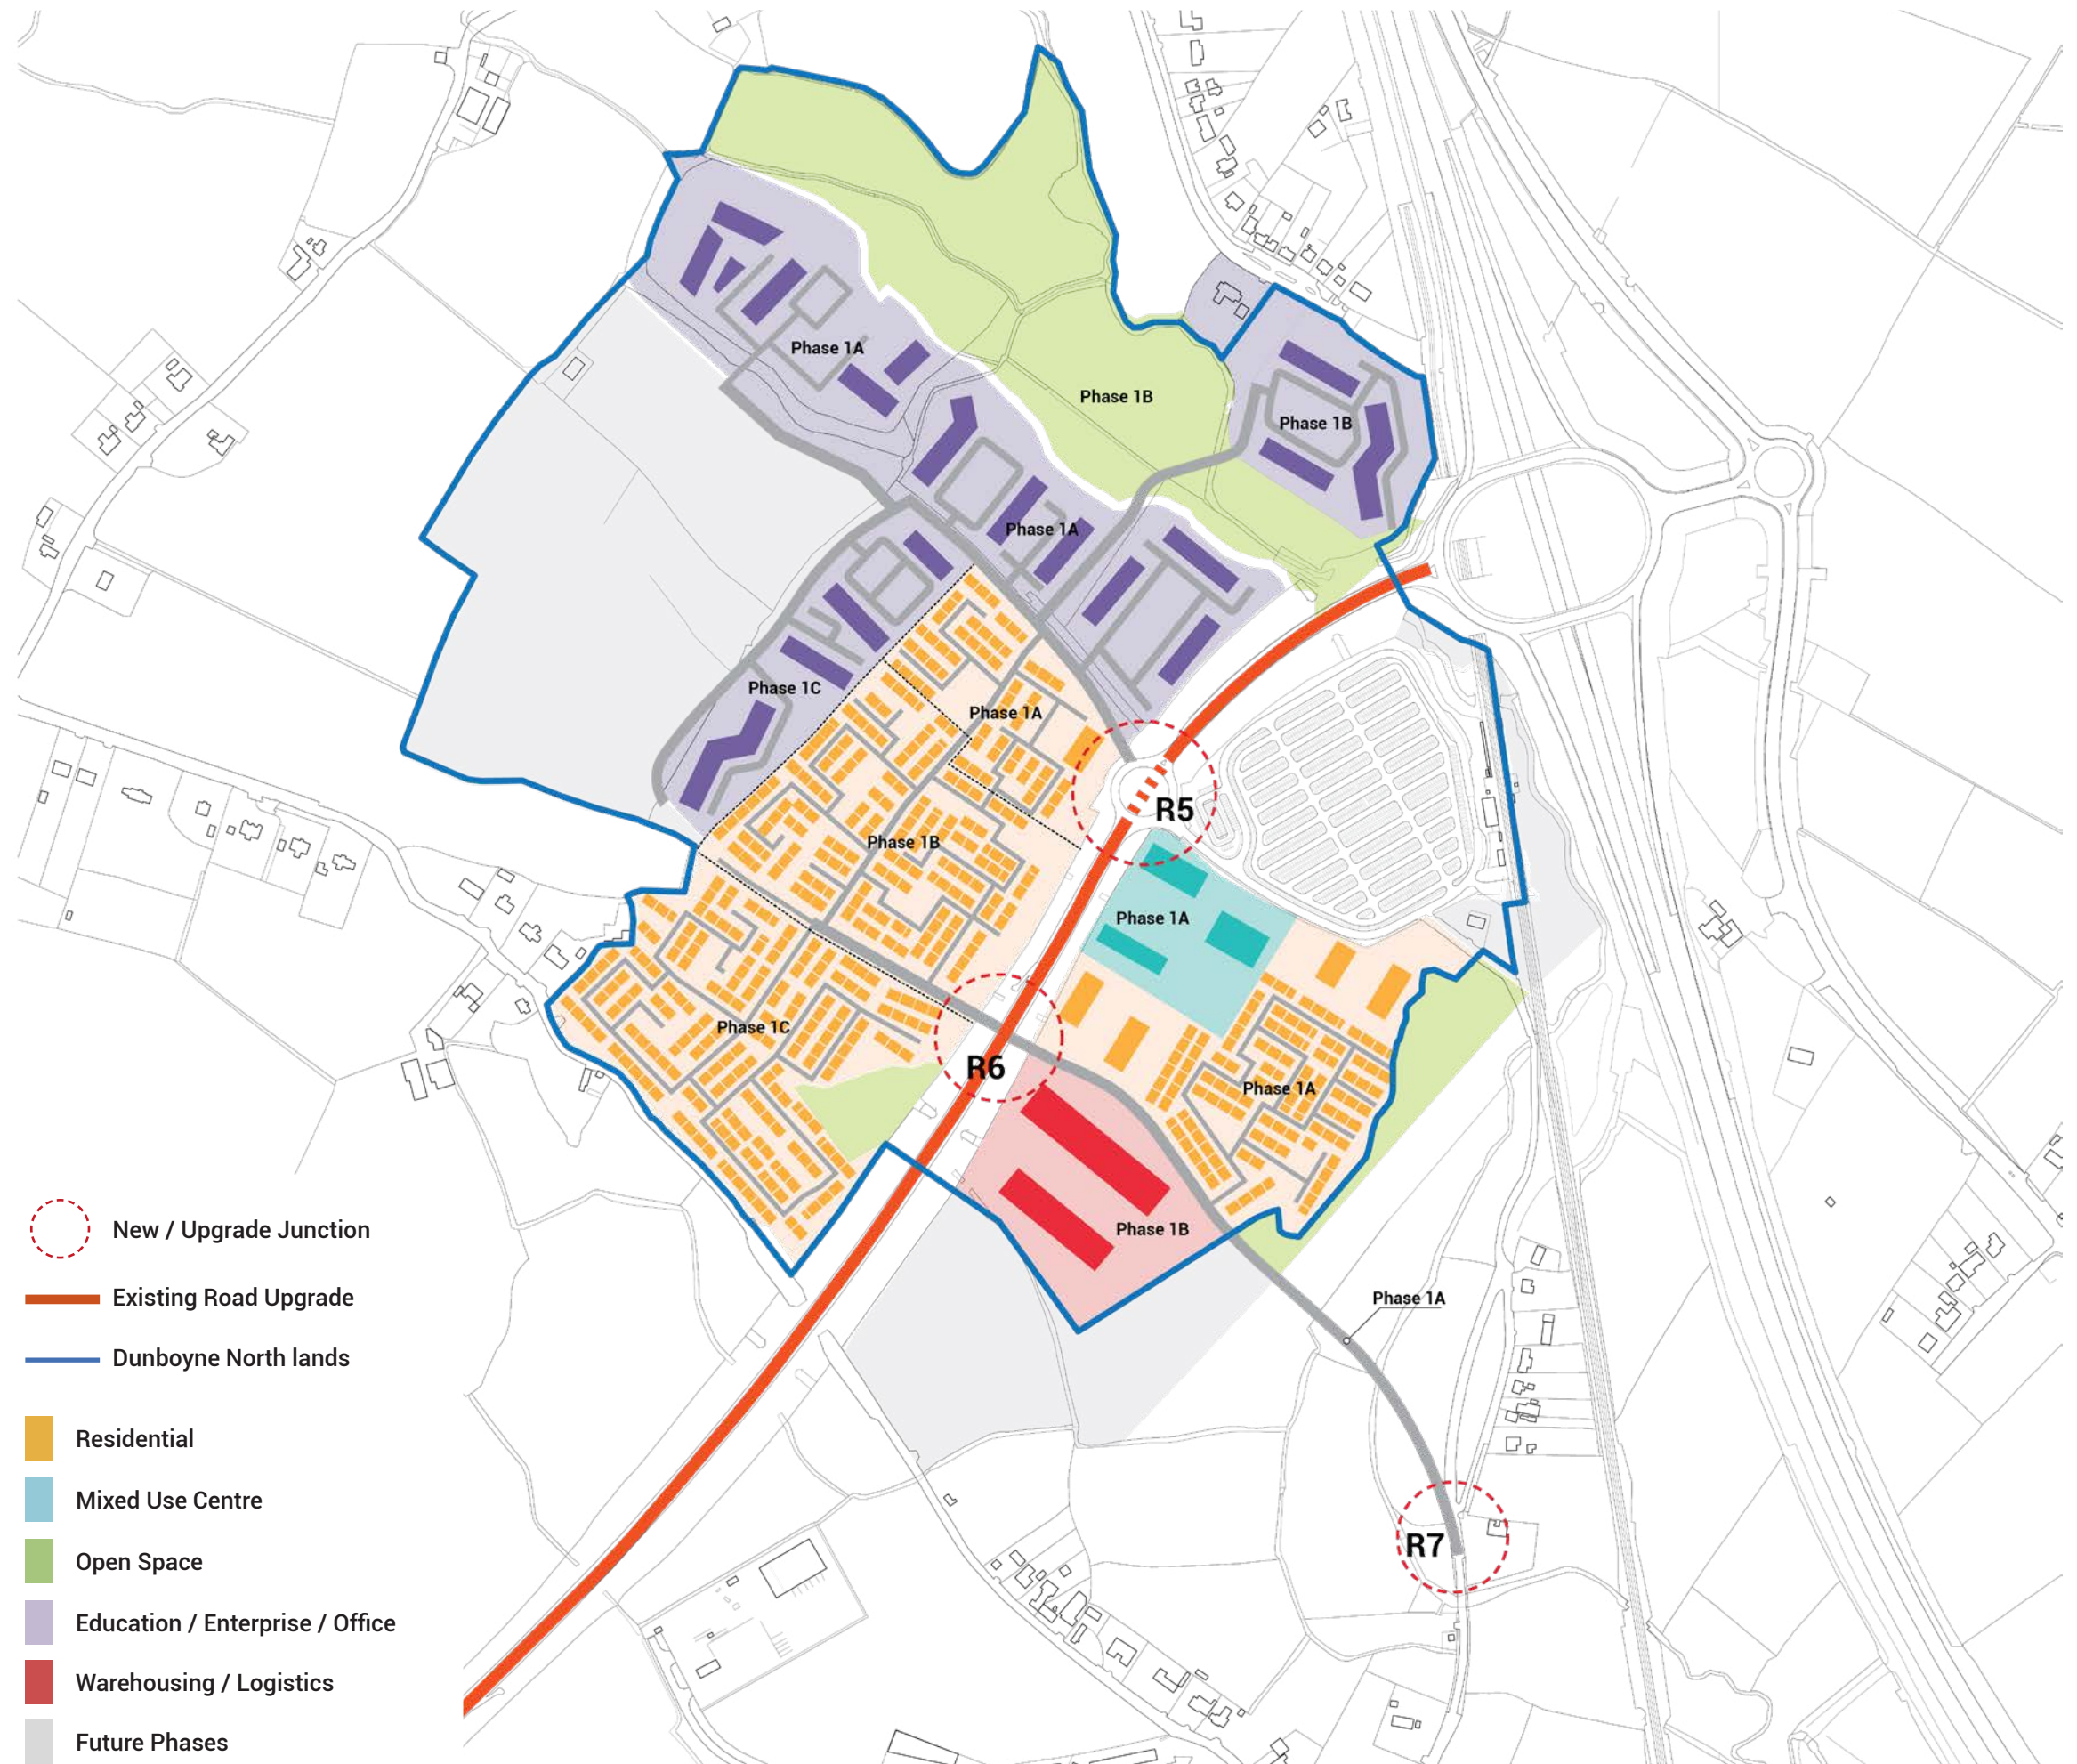 Phase 1A
Phase 1B
Phase 1B
Phase 1A
Phase 1C
Phase 1A
R5
Phase 1B
Phase 1A
Phase 1C
R6
Phase 1A
Phase 1B
Phase 1A
R7
New / Upgrade Junction
Existing Road Upgrade
Dunboyne North lands
Residential
Mixed Use Centre
Open Space
Education / Enterprise / Office
Warehousing / Logistics
Future Phases